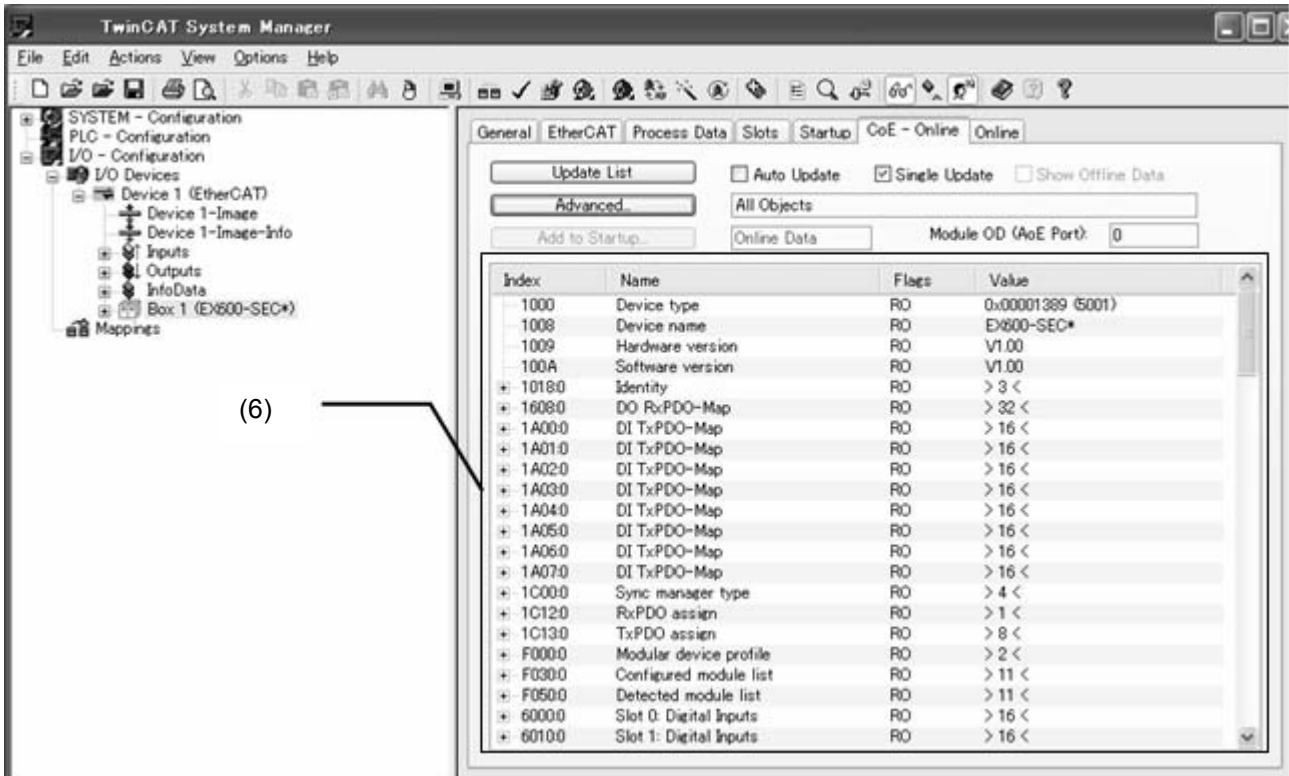 TwinCAT System Manager
File Edit Actions View Options Help
SYSTEM - Configuration
PLC - Configuration
I/O - Configuration
I/O Devices
Device 1 (EtherCAT)
Device 1-Image
Device 1-Image-Info
Inputs
Outputs
InfoData
Box 1 (EX600-SEC*)
Mappings
(6)
General EtherCAT Process Data Slots Startup CoE - Online Online
Update List Auto Update Single Update Show Offline Data
Advanced... All Objects
Add to Startup... Online Data Module OD (AoE Port): 0
Index Name Flags Value
1000 Device type RO 0x00001389 (5001)
1008 Device name RO EX600-SEC*
1009 Hardware version RO V1.00
100A Software version RO V1.00
1018:0 Identity RO > 3 <
1608:0 DO RxPDO-Map RO > 32 <
1A00:0 DI TxPDO-Map RO > 16 <
1A01:0 DI TxPDO-Map RO > 16 <
1A02:0 DI TxPDO-Map RO > 16 <
1A03:0 DI TxPDO-Map RO > 16 <
1A04:0 DI TxPDO-Map RO > 16 <
1A05:0 DI TxPDO-Map RO > 16 <
1A06:0 DI TxPDO-Map RO > 16 <
1A07:0 DI TxPDO-Map RO > 16 <
1C00:0 Sync manager type RO > 4 <
1C12:0 RxPDO assign RO > 1 <
1C13:0 TxPDO assign RO > 8 <
F000:0 Modular device profile RO > 2 <
F030:0 Configured module list RO > 11 <
F050:0 Detected module list RO > 11 <
6000:0 Slot 0: Digital Inputs RO > 16 <
6010:0 Slot 1: Digital Inputs RO > 16 <